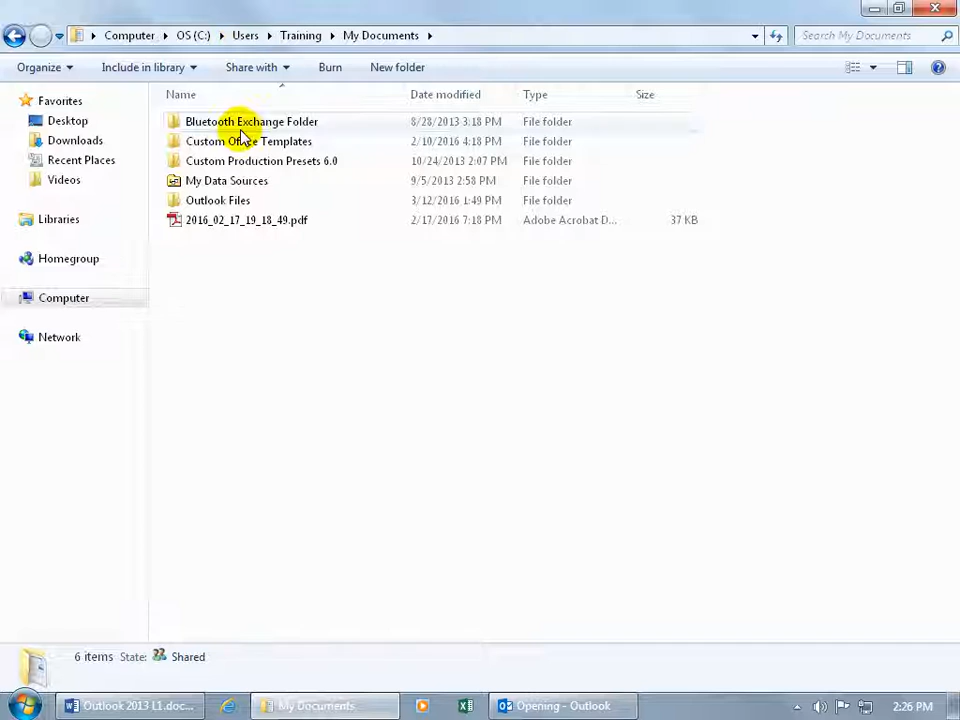 Computer OS (C:) Users Training My Documents Search My Documents
Organize Include in library Share with Burn New folder
Name Date modified Type Size
Favorites
Desktop
Downloads
Recent Places
Videos
Libraries
Homegroup
Computer
Network
Bluetooth Exchange Folder 8/28/2013 3:18 PM File folder
Custom Office Templates 2/10/2016 4:18 PM File folder
Custom Production Presets 6.0 10/24/2013 2:07 PM File folder
My Data Sources 9/5/2013 2:58 PM File folder
Outlook Files 3/12/2016 1:49 PM File folder
2016_02_17_19_18_49.pdf 2/17/2016 7:18 PM Adobe Acrobat D... 37 KB
6 items State: Shared
Outlook 2013 L1.doc... My Documents Opening - Outlook 2:26 PM